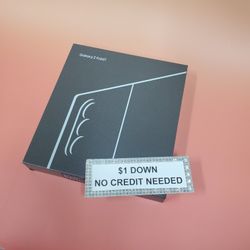 Galaxy Z Fold7
$1 DOWN
NO CREDIT NEEDED